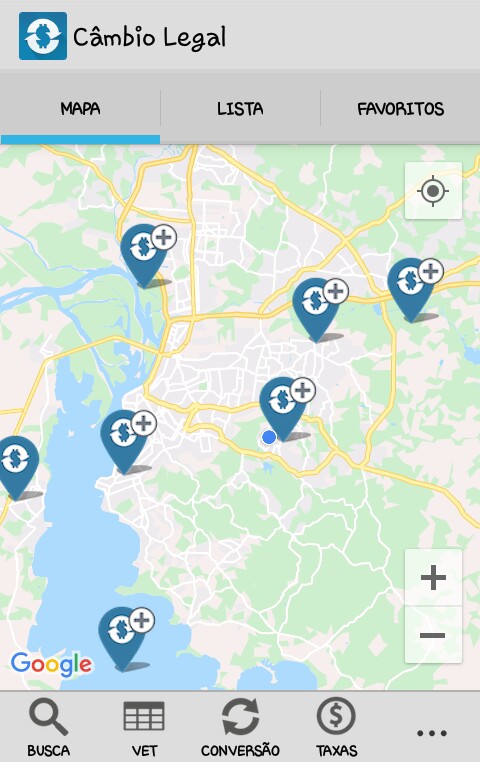 Câmbio Legal
MAPA LISTA FAVORITOS
Google
BUSCA VET CONVERSÃO TAXAS